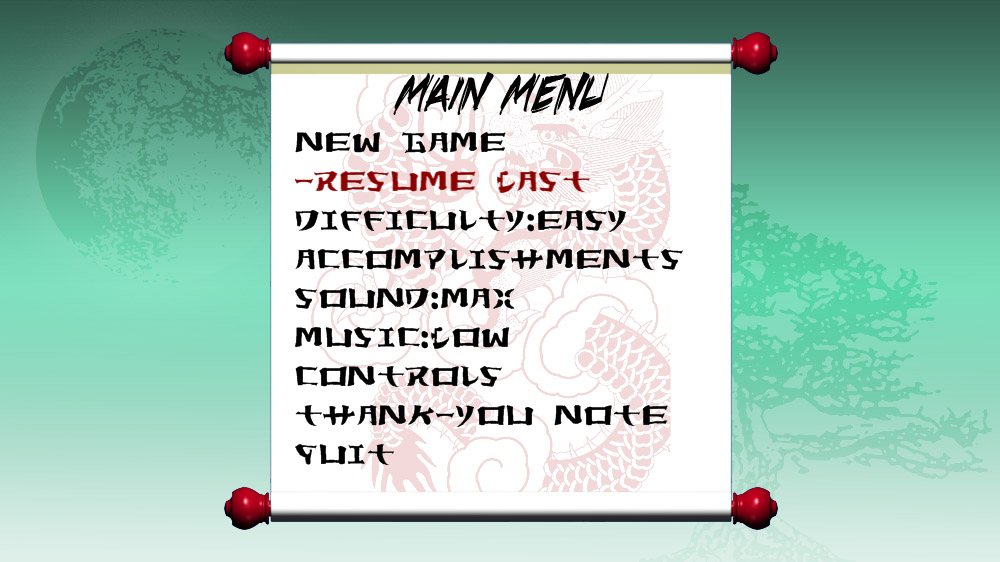 MAIN MENU
NEW GAME
-RESUME LAST
DIFFICULTY:EASY
ACCOMPLISHMENTS
SOUND:MAX
MUSIC:LOW
CONTROLS
THANK-YOU NOTE
QUIT